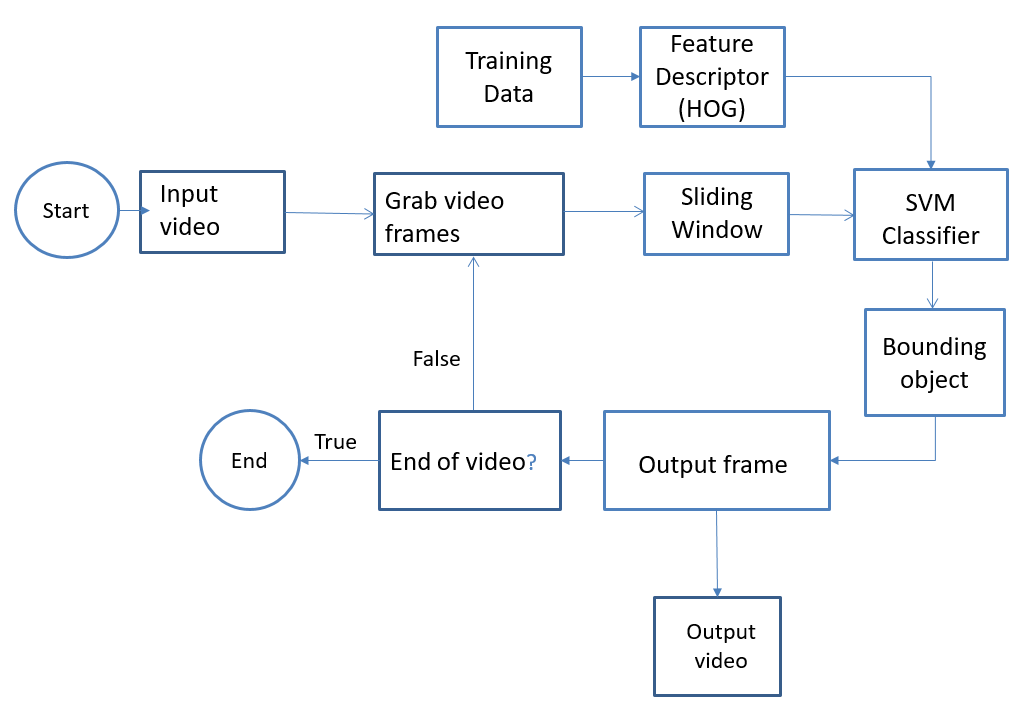 Training
Data
Feature
Descriptor
(HOG)
Start
Input
video
Grab video
frames
Sliding
Window
SVM
Classifier
False
Bounding
object
End
True
End of video?
Output frame
Output
video